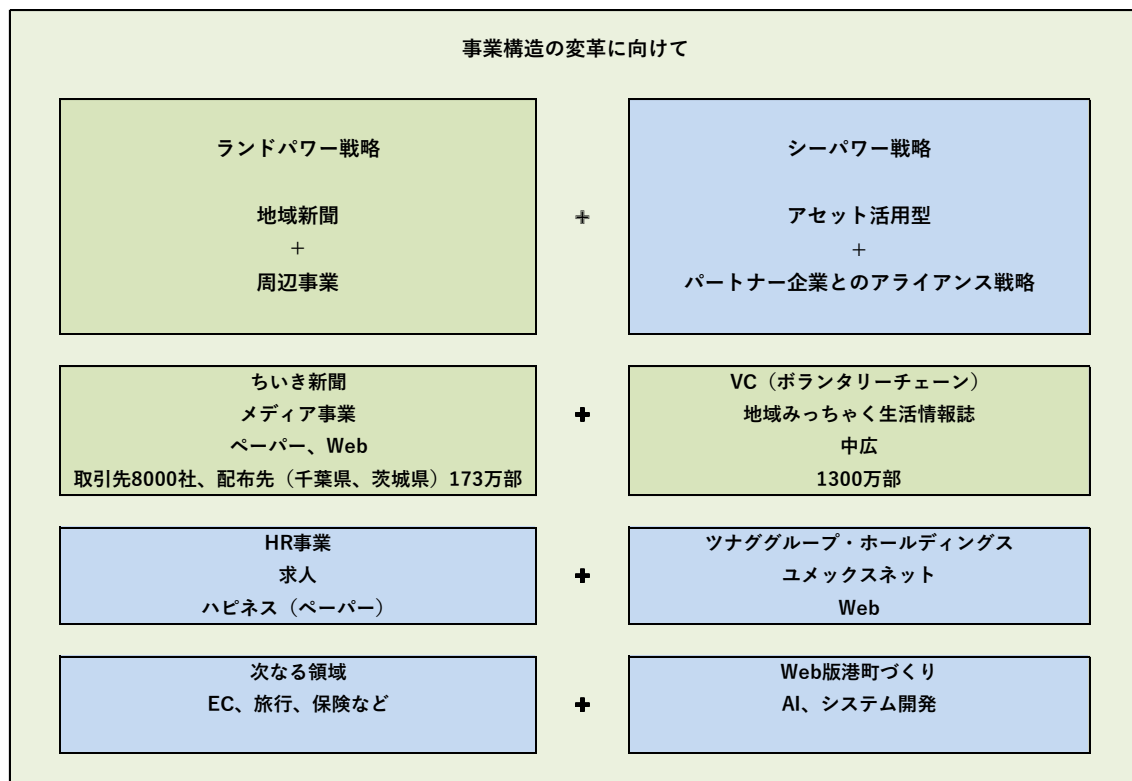 事業構造の変革に向けて
ランドパワー戦略
地域新聞
+
周辺事業
+
シーパワー戦略
アセット活用型
+
パートナー企業とのアライアンス戦略
ちいき新聞
メディア事業
ペーパー、Web
取引先8000社、配布先（千葉県、茨城県）173万部
+
VC（ボランタリーチェーン）
地域みっちゃく生活情報誌
中広
1300万部
HR事業
求人
ハピネス（ペーパー）
+
ツナググループ・ホールディングス
ユメックスネット
Web
次なる領域
EC、旅行、保険など
+
Web版港町づくり
AI、システム開発